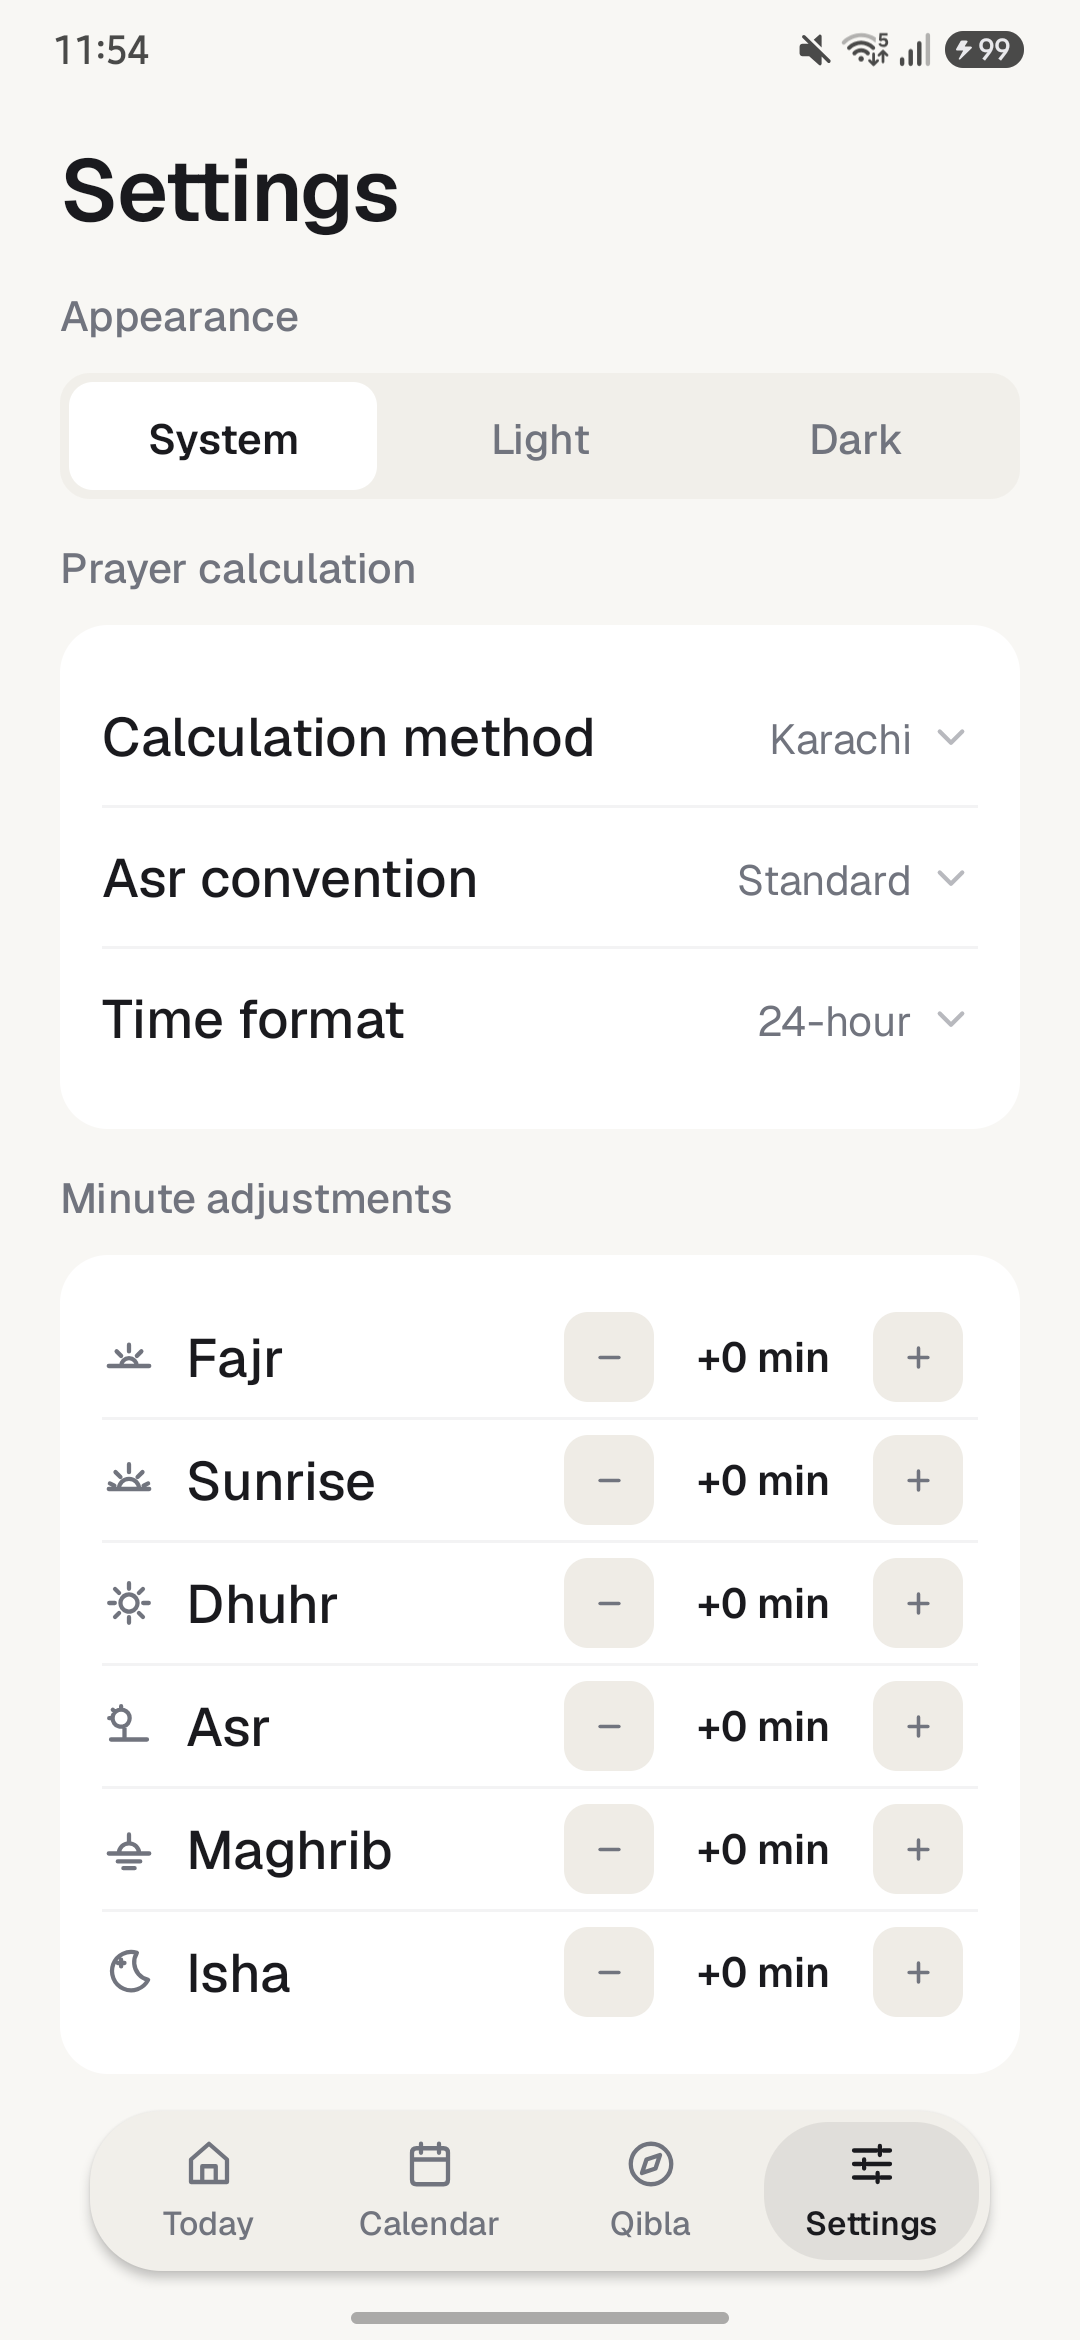 11:54
5
99
Settings
Appearance
System Light Dark
Prayer calculation
Calculation method Karachi
Asr convention Standard
Time format 24-hour
Minute adjustments
Fajr − +0 min +
Sunrise − +0 min +
Dhuhr − +0 min +
Asr − +0 min +
Maghrib − +0 min +
Isha − +0 min +
Today Calendar Qibla Settings